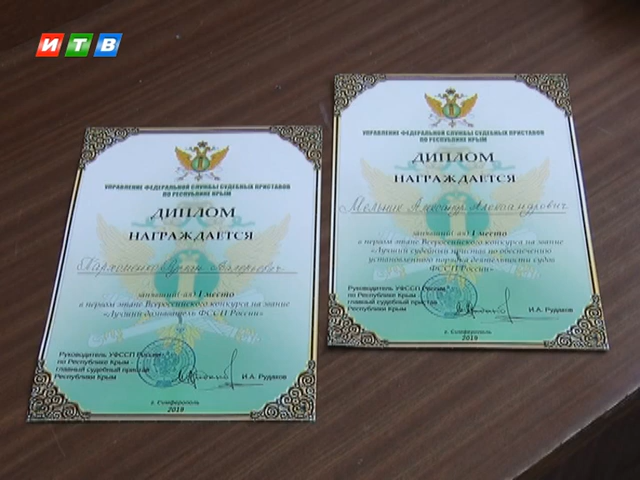 ИТВ
УПРАВЛЕНИЕ ФЕДЕРАЛЬНОЙ СЛУЖБЫ СУДЕБНЫХ ПРИСТАВОВ
ПО РЕСПУБЛИКЕ КРЫМ
ДИПЛОМ
НАГРАЖДАЕТСЯ
Валериевич
занявший(-ая) I место
в первом этапе Всероссийского конкурса на звание
«Лучший дознаватель ФССП России»
Руководитель УФССП России
по Республике Крым –
главный судебный пристав
Республики Крым
И.А. Рудаков
г. Симферополь
2019
УПРАВЛЕНИЕ ФЕДЕРАЛЬНОЙ СЛУЖБЫ СУДЕБНЫХ ПРИСТАВОВ
ПО РЕСПУБЛИКЕ КРЫМ
ДИПЛОМ
НАГРАЖДАЕТСЯ
Александр Александрович
занявший(-ая) I место
в первом этапе Всероссийского конкурса на звание
«Лучший судебный пристав по обеспечению
установленного порядка деятельности судов
ФССП России»
Руководитель УФССП России
по Республике Крым –
главный судебный пристав
Республики Крым
И.А. Рудаков
г. Симферополь
2019